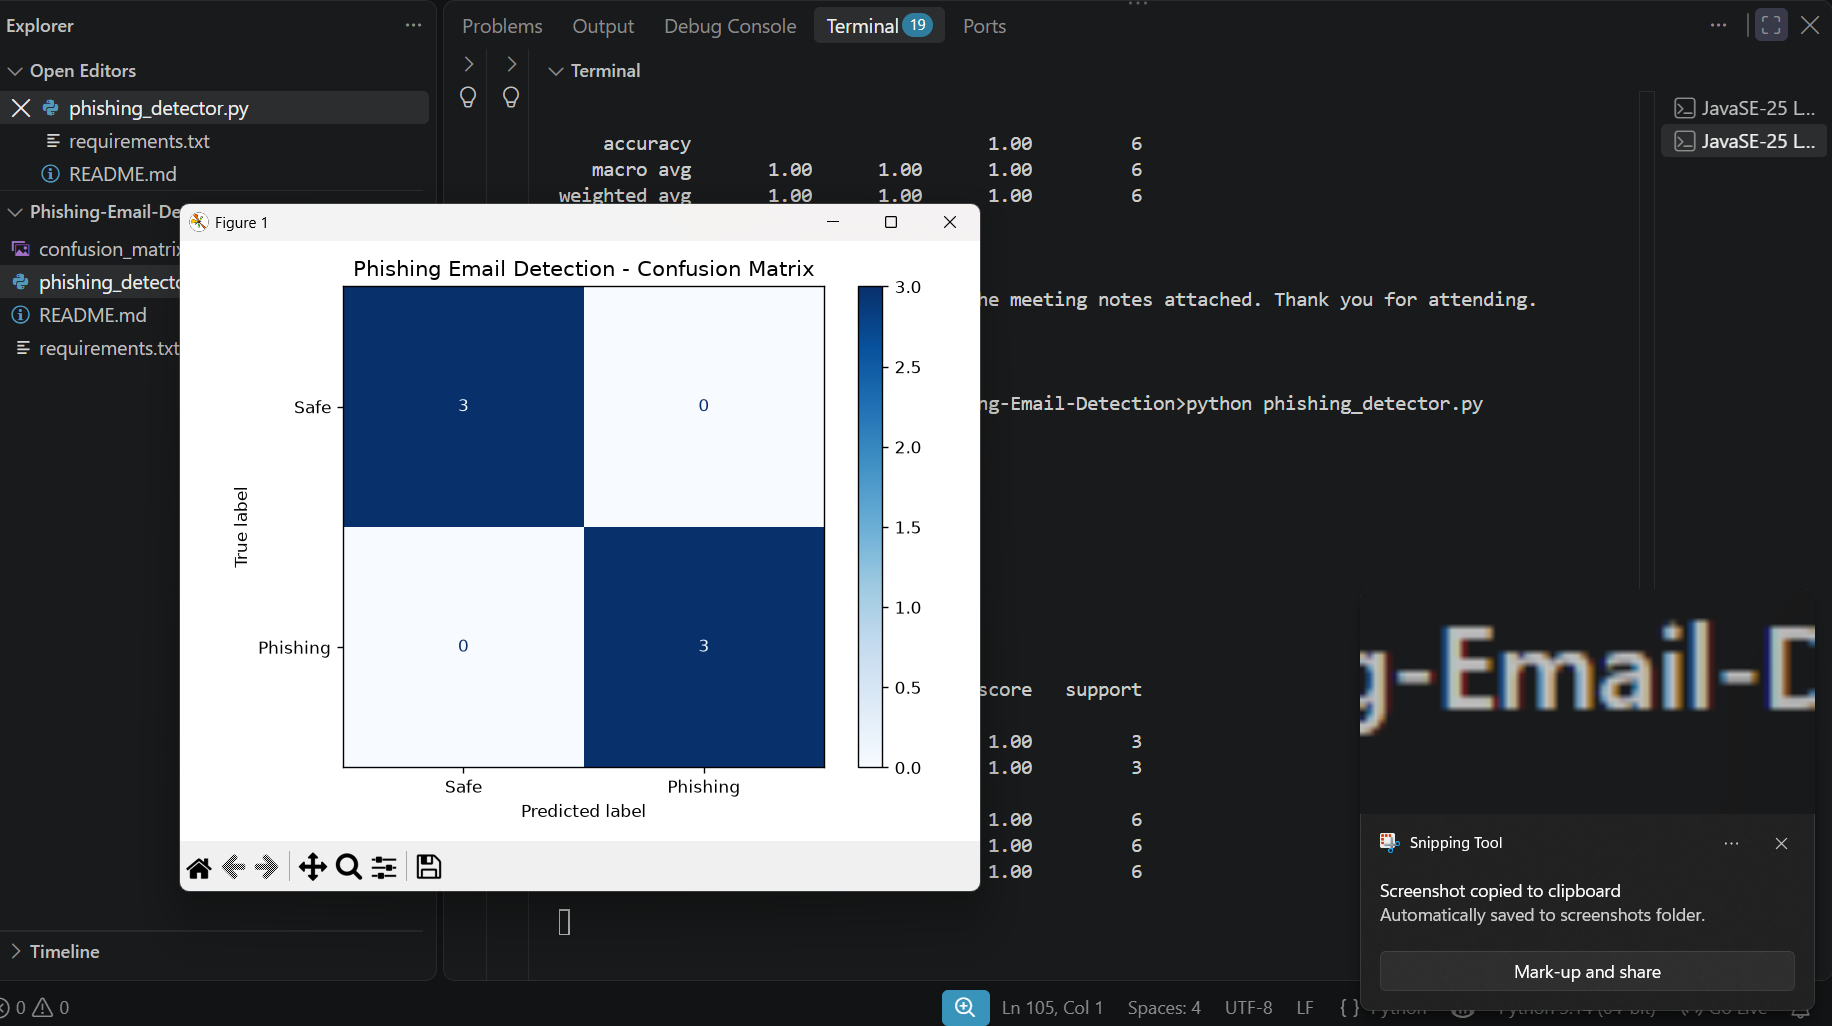 Explorer
Open Editors
phishing_detector.py
requirements.txt
README.md
Phishing-Email-De
confusion_matrix
phishing_detecto
README.md
requirements.txt
Timeline
0 0
Problems Output Debug Console Terminal 19 Ports
Terminal
JavaSE-25 L...
JavaSE-25 L...
accuracy 1.00 6
macro avg 1.00 1.00 1.00 6
weighted avg 1.00 1.00 1.00 6
he meeting notes attached. Thank you for attending.
ng-Email-Detection>python phishing_detector.py
score support
1.00 3
1.00 3
1.00 6
1.00 6
1.00 6
Figure 1
Phishing Email Detection - Confusion Matrix
3.0
2.5
2.0
1.5
1.0
0.5
0.0
Safe 3 0
True label
Phishing 0 3
Safe Phishing
Predicted label
g-Email-D
Snipping Tool
Screenshot copied to clipboard
Automatically saved to screenshots folder.
Mark-up and share
Ln 105, Col 1 Spaces: 4 UTF-8 LF { } Python